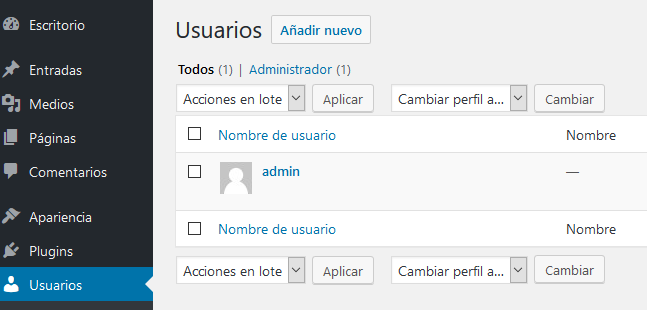 Escritorio
Entradas
Medios
Páginas
Comentarios
Apariencia
Plugins
Usuarios
Usuarios Añadir nuevo
Todos (1) | Administrador (1)
Acciones en lote Aplicar Cambiar perfil a... Cambiar
Nombre de usuario Nombre
admin —
Nombre de usuario Nombre
Acciones en lote Aplicar Cambiar perfil a... Cambiar